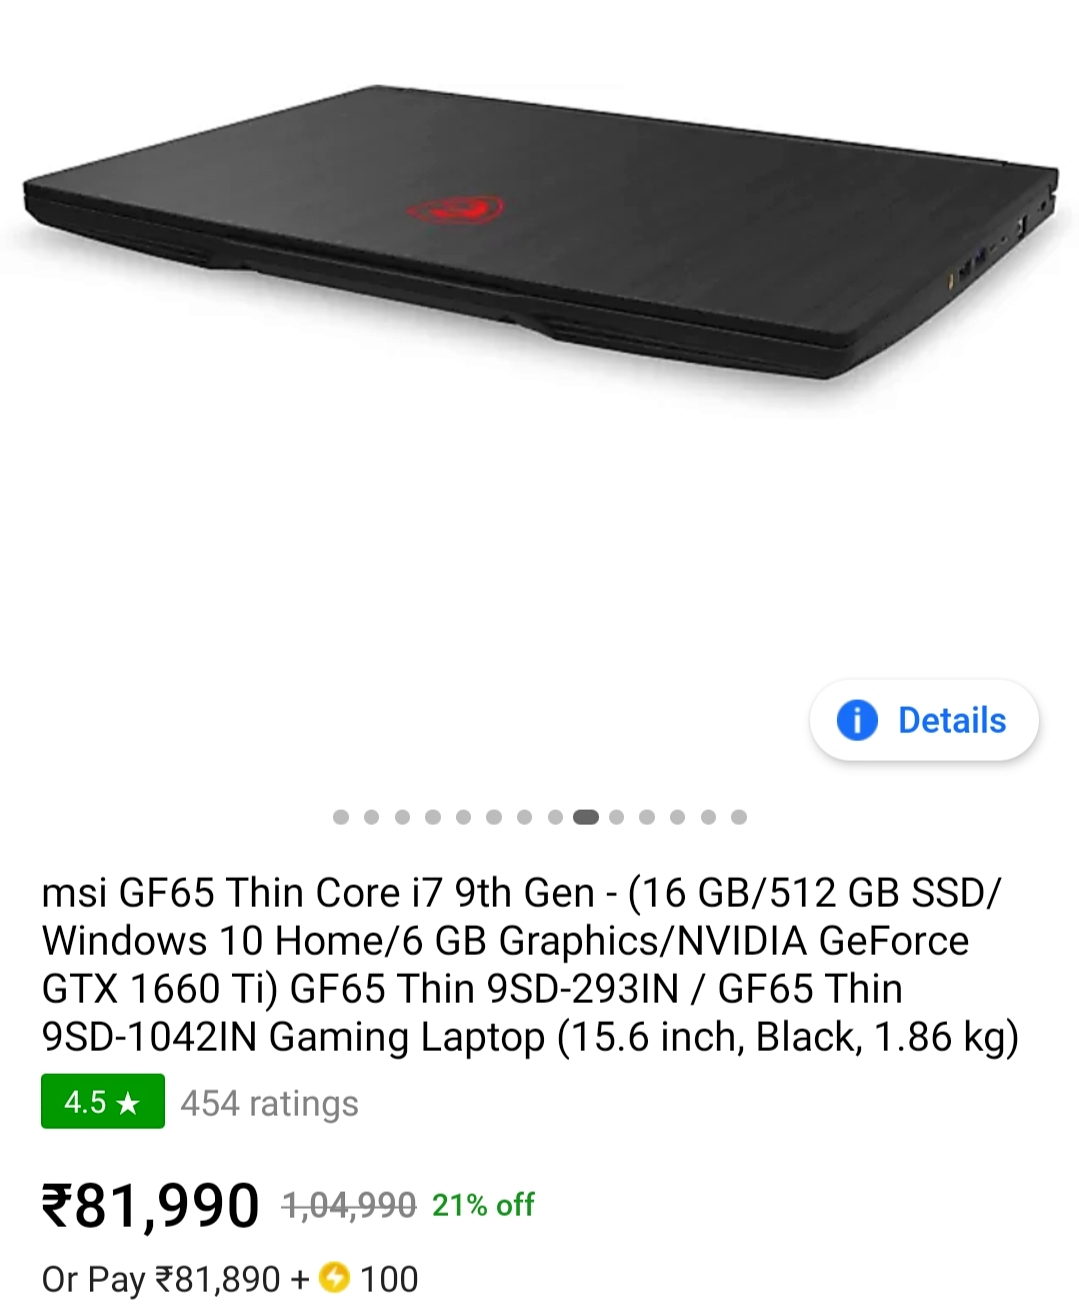 Details
msi GF65 Thin Core i7 9th Gen - (16 GB/512 GB SSD/
Windows 10 Home/6 GB Graphics/NVIDIA GeForce
GTX 1660 Ti) GF65 Thin 9SD-293IN / GF65 Thin
9SD-1042IN Gaming Laptop (15.6 inch, Black, 1.86 kg)
4.5 ★ 454 ratings
₹81,990 1,04,990 21% off
Or Pay ₹81,890 + 100